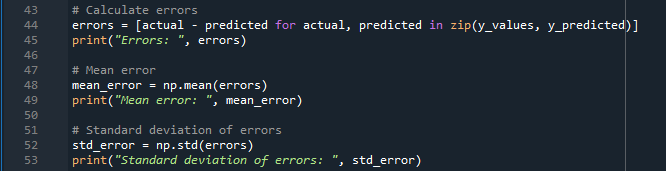 43 # Calculate errors
44 errors = [actual - predicted for actual, predicted in zip(y_values, y_predicted)]
45 print("Errors: ", errors)
46
47 # Mean error
48 mean_error = np.mean(errors)
49 print("Mean error: ", mean_error)
50
51 # Standard deviation of errors
52 std_error = np.std(errors)
53 print("Standard deviation of errors: ", std_error)